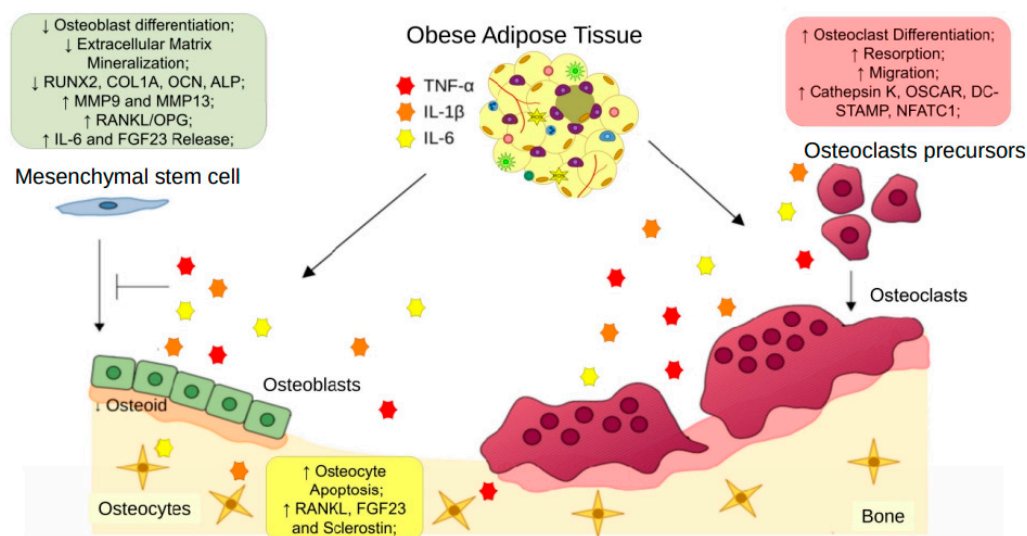 ↓ Osteoblast differentiation;
↓ Extracellular Matrix
Mineralization;
↓ RUNX2, COL1A, OCN, ALP;
↑ MMP9 and MMP13;
↑ RANKL/OPG;
↑ IL-6 and FGF23 Release;
Obese Adipose Tissue
TNF-α
IL-1β
IL-6
↑ Osteoclast Differentiation;
↑ Resorption;
↑ Migration;
↑ Cathepsin K, OSCAR, DC-
STAMP, NFATC1;
Mesenchymal stem cell
Osteoclasts precursors
Osteoclasts
Osteoblasts
↓ Osteoid
Osteocytes
↑ Osteocyte
Apoptosis;
↑ RANKL, FGF23
and Sclerostin;
Bone